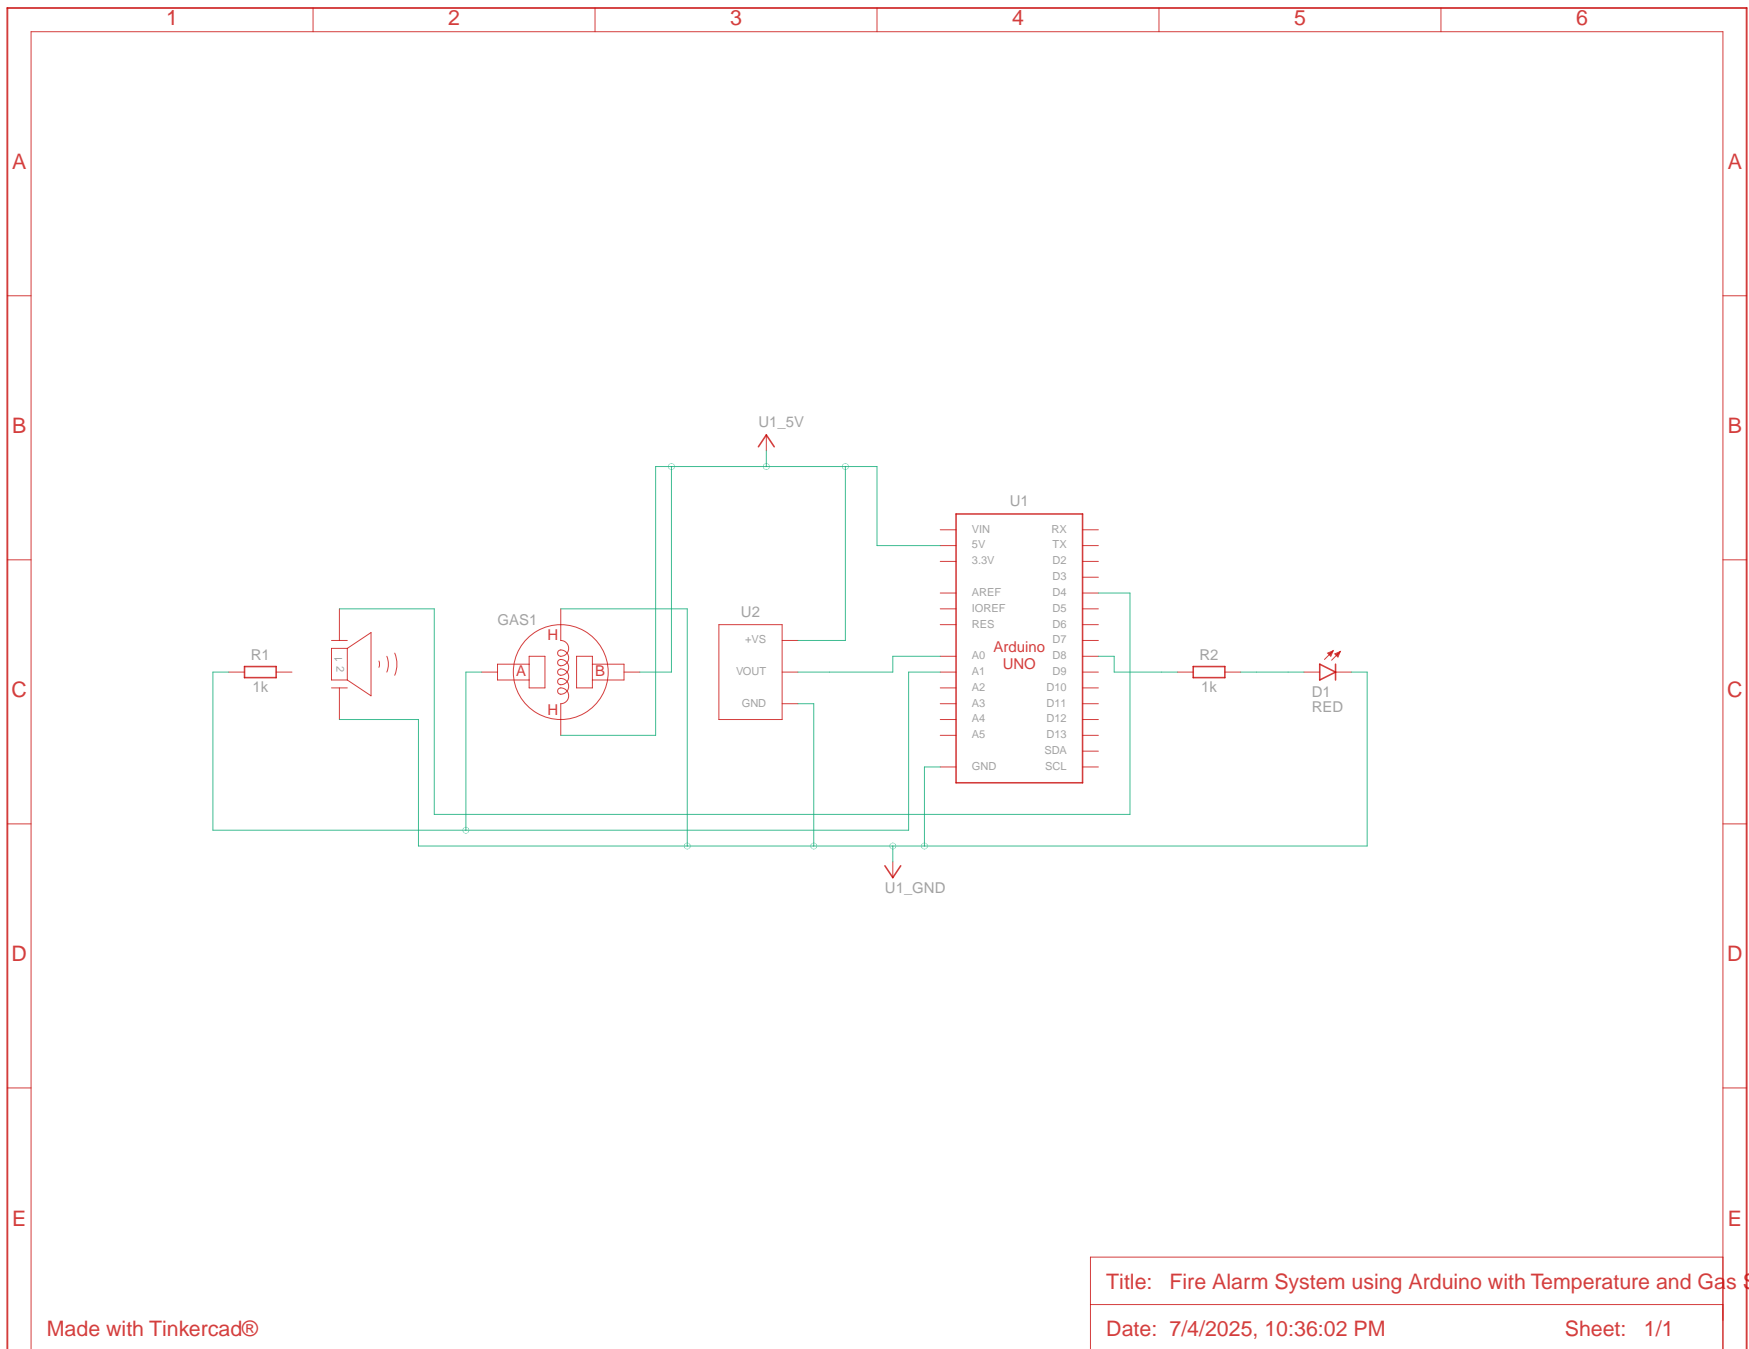 1 2 3 4 5 6
A A
B B
U1_5V
U1
VIN RX
5V TX
3.3V D2
D3
AREF D4
IOREF D5
RES D6
D7
A0 D8
A1 D9
A2 D10
A3 D11
A4 D12
A5 D13
SDA
GND SCL
Arduino
UNO
U2
+VS
VOUT
GND
GAS1
H
A B
H
R1
1k
1 2
R2
1k
D1
RED
C C
U1_GND
D D
E E
Title: Fire Alarm System using Arduino with Temperature and Gas S
Date: 7/4/2025, 10:36:02 PM Sheet: 1/1
Made with Tinkercad®